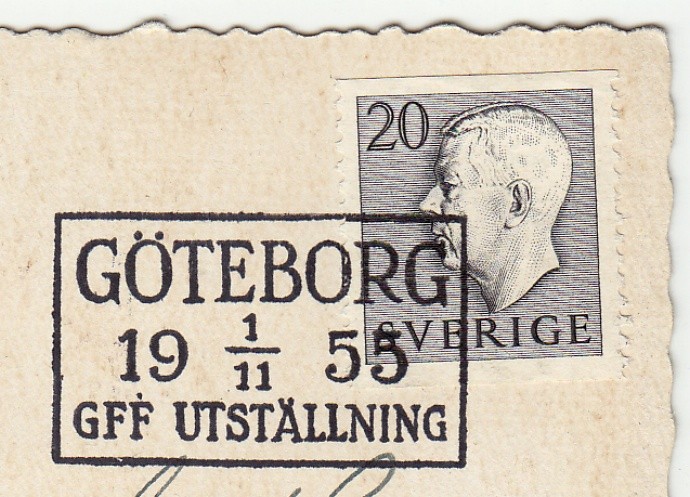 20
SVERIGE
GÖTEBORG
19 1/11 55
GFF UTSTÄLLNING